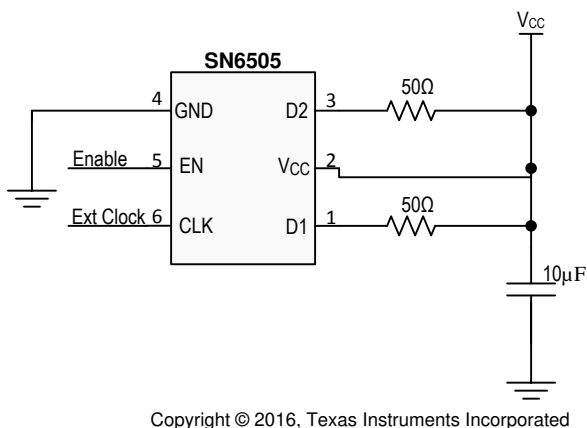 VCC
SN6505
50Ω
4 GND D2 3
Enable 5 EN VCC 2
50Ω
Ext Clock 6 CLK D1 1
10µF
Copyright © 2016, Texas Instruments Incorporated